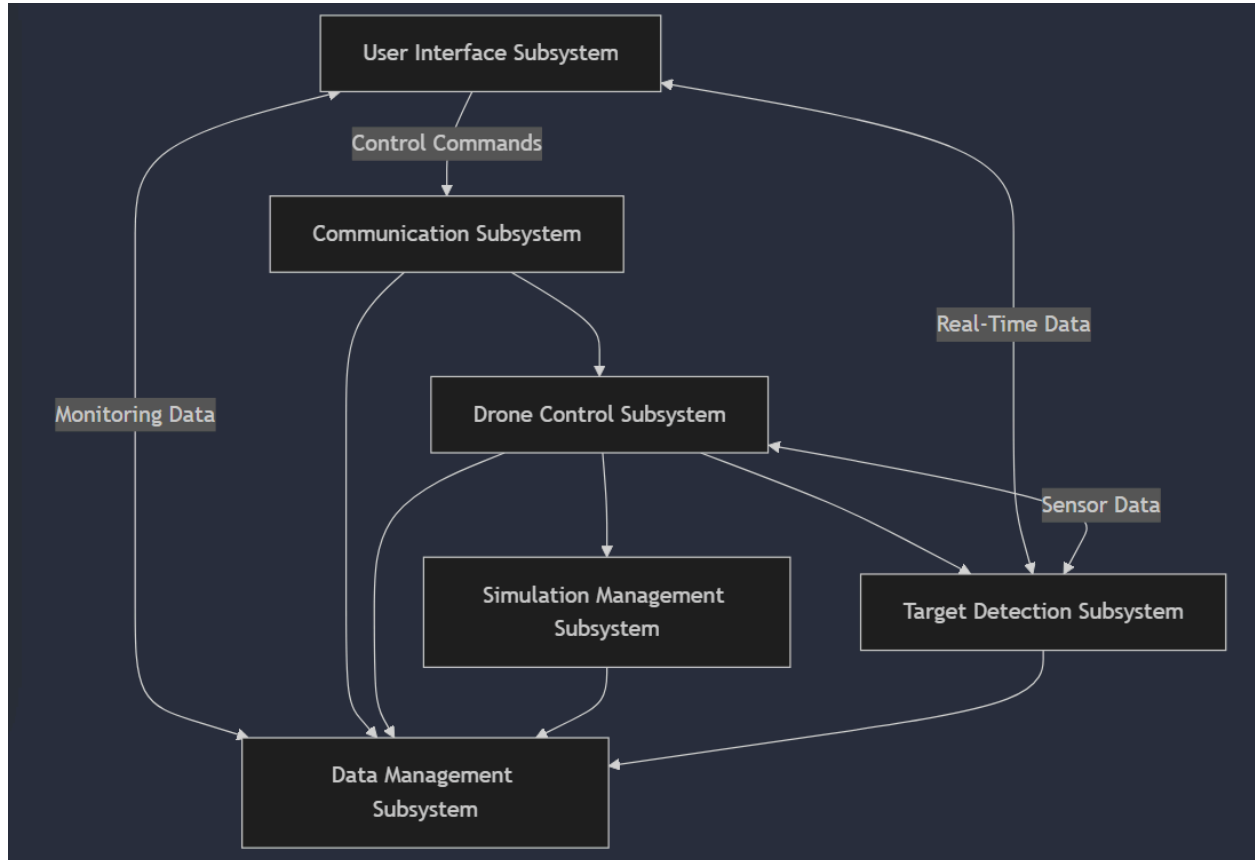 User Interface Subsystem
Control Commands
Communication Subsystem
Real-Time Data
Monitoring Data
Drone Control Subsystem
Sensor Data
Simulation Management
Subsystem
Target Detection Subsystem
Data Management
Subsystem